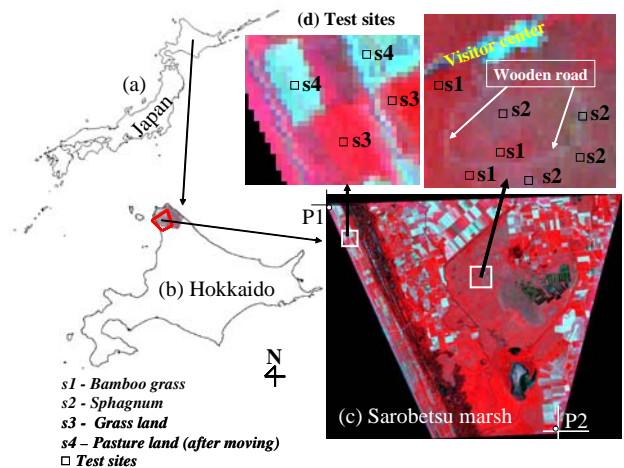 (d) Test sites
(a)
Japan
s4
s4
s3
s3
Visitor center
Wooden road
s1
s2
s2
s1
s2
s1
s2
P1
(b) Hokkaido
N
(c) Sarobetsu marsh
P2
s1 - Bamboo grass
s2 - Sphagnum
s3 - Grass land
s4 – Pasture land (after moving)
□ Test sites